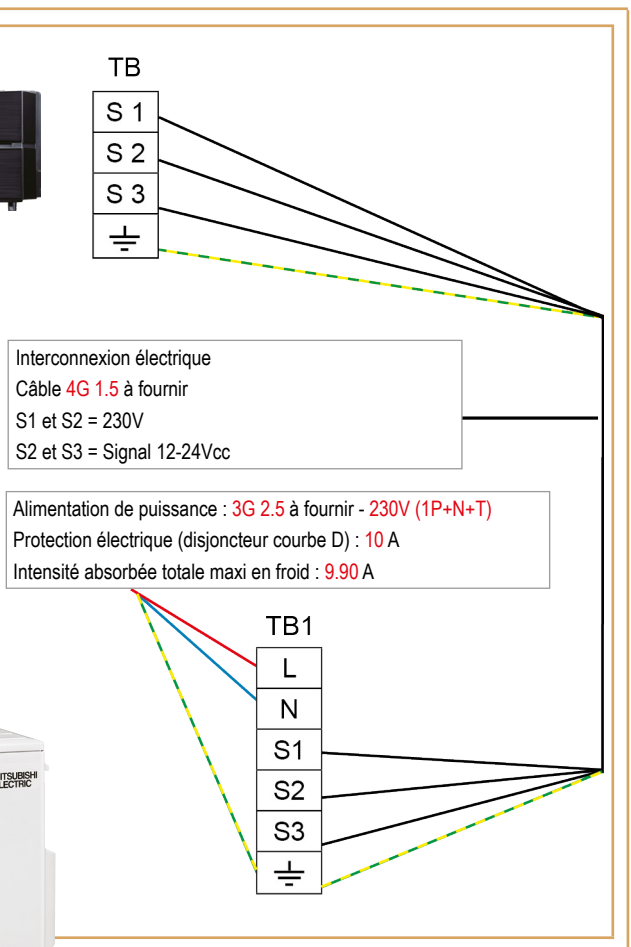 TB
S 1
S 2
S 3
Interconnexion électrique
Câble 4G 1.5 à fournir
S1 et S2 = 230V
S2 et S3 = Signal 12-24Vcc
Alimentation de puissance : 3G 2.5 à fournir - 230V (1P+N+T)
Protection électrique (disjoncteur courbe D) : 10 A
Intensité absorbée totale maxi en froid : 9.90 A
TB1
L
N
S1
S2
S3
ITSUBISHI
LECTRIC